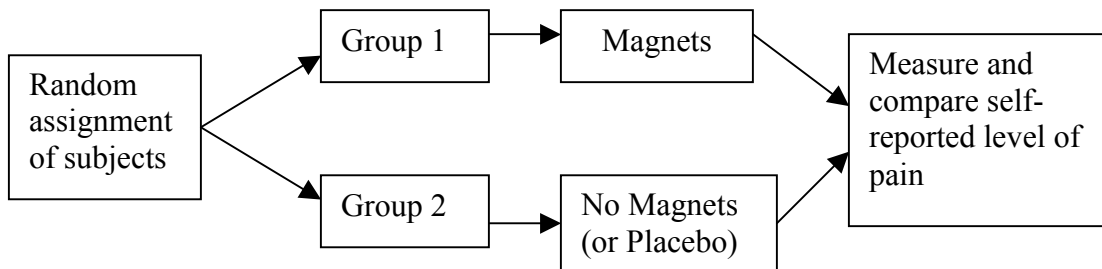 Random
assignment
of subjects
Group 1
Magnets
Group 2
No Magnets
(or Placebo)
Measure and
compare self-
reported level of
pain